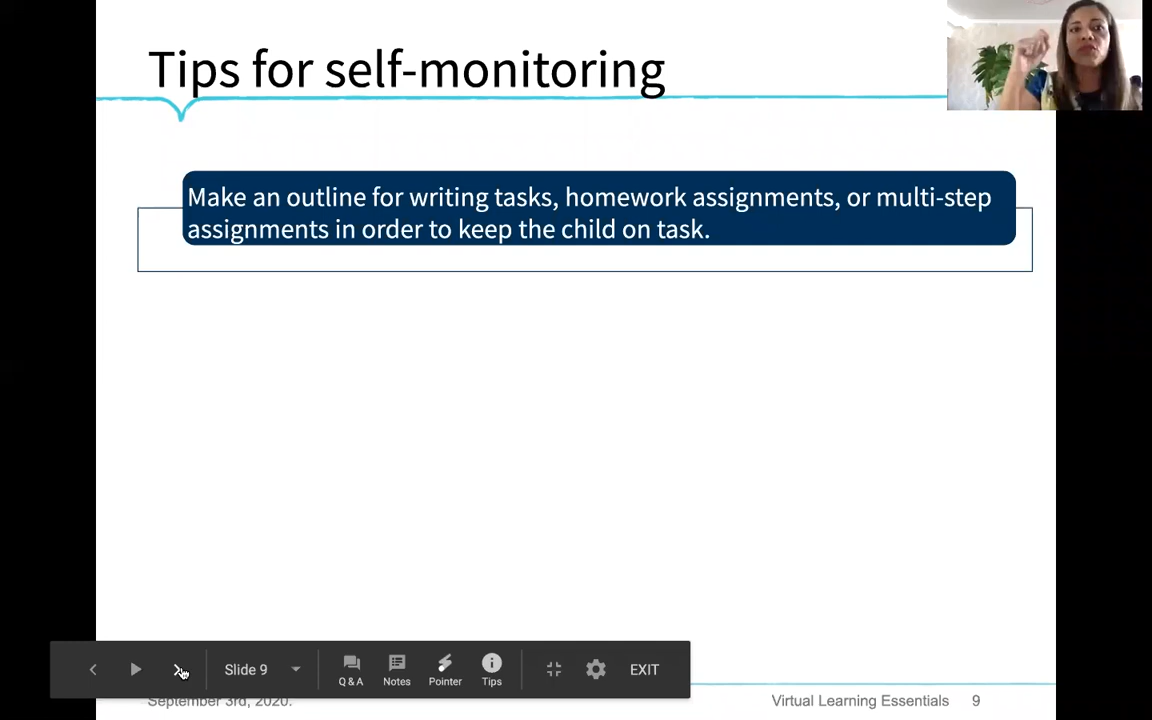 Tips for self-monitoring
Make an outline for writing tasks, homework assignments, or multi-step
assignments in order to keep the child on task.
Slide 9
Q & A
Notes
Pointer
Tips
EXIT
September 3rd, 2020.
Virtual Learning Essentials
9